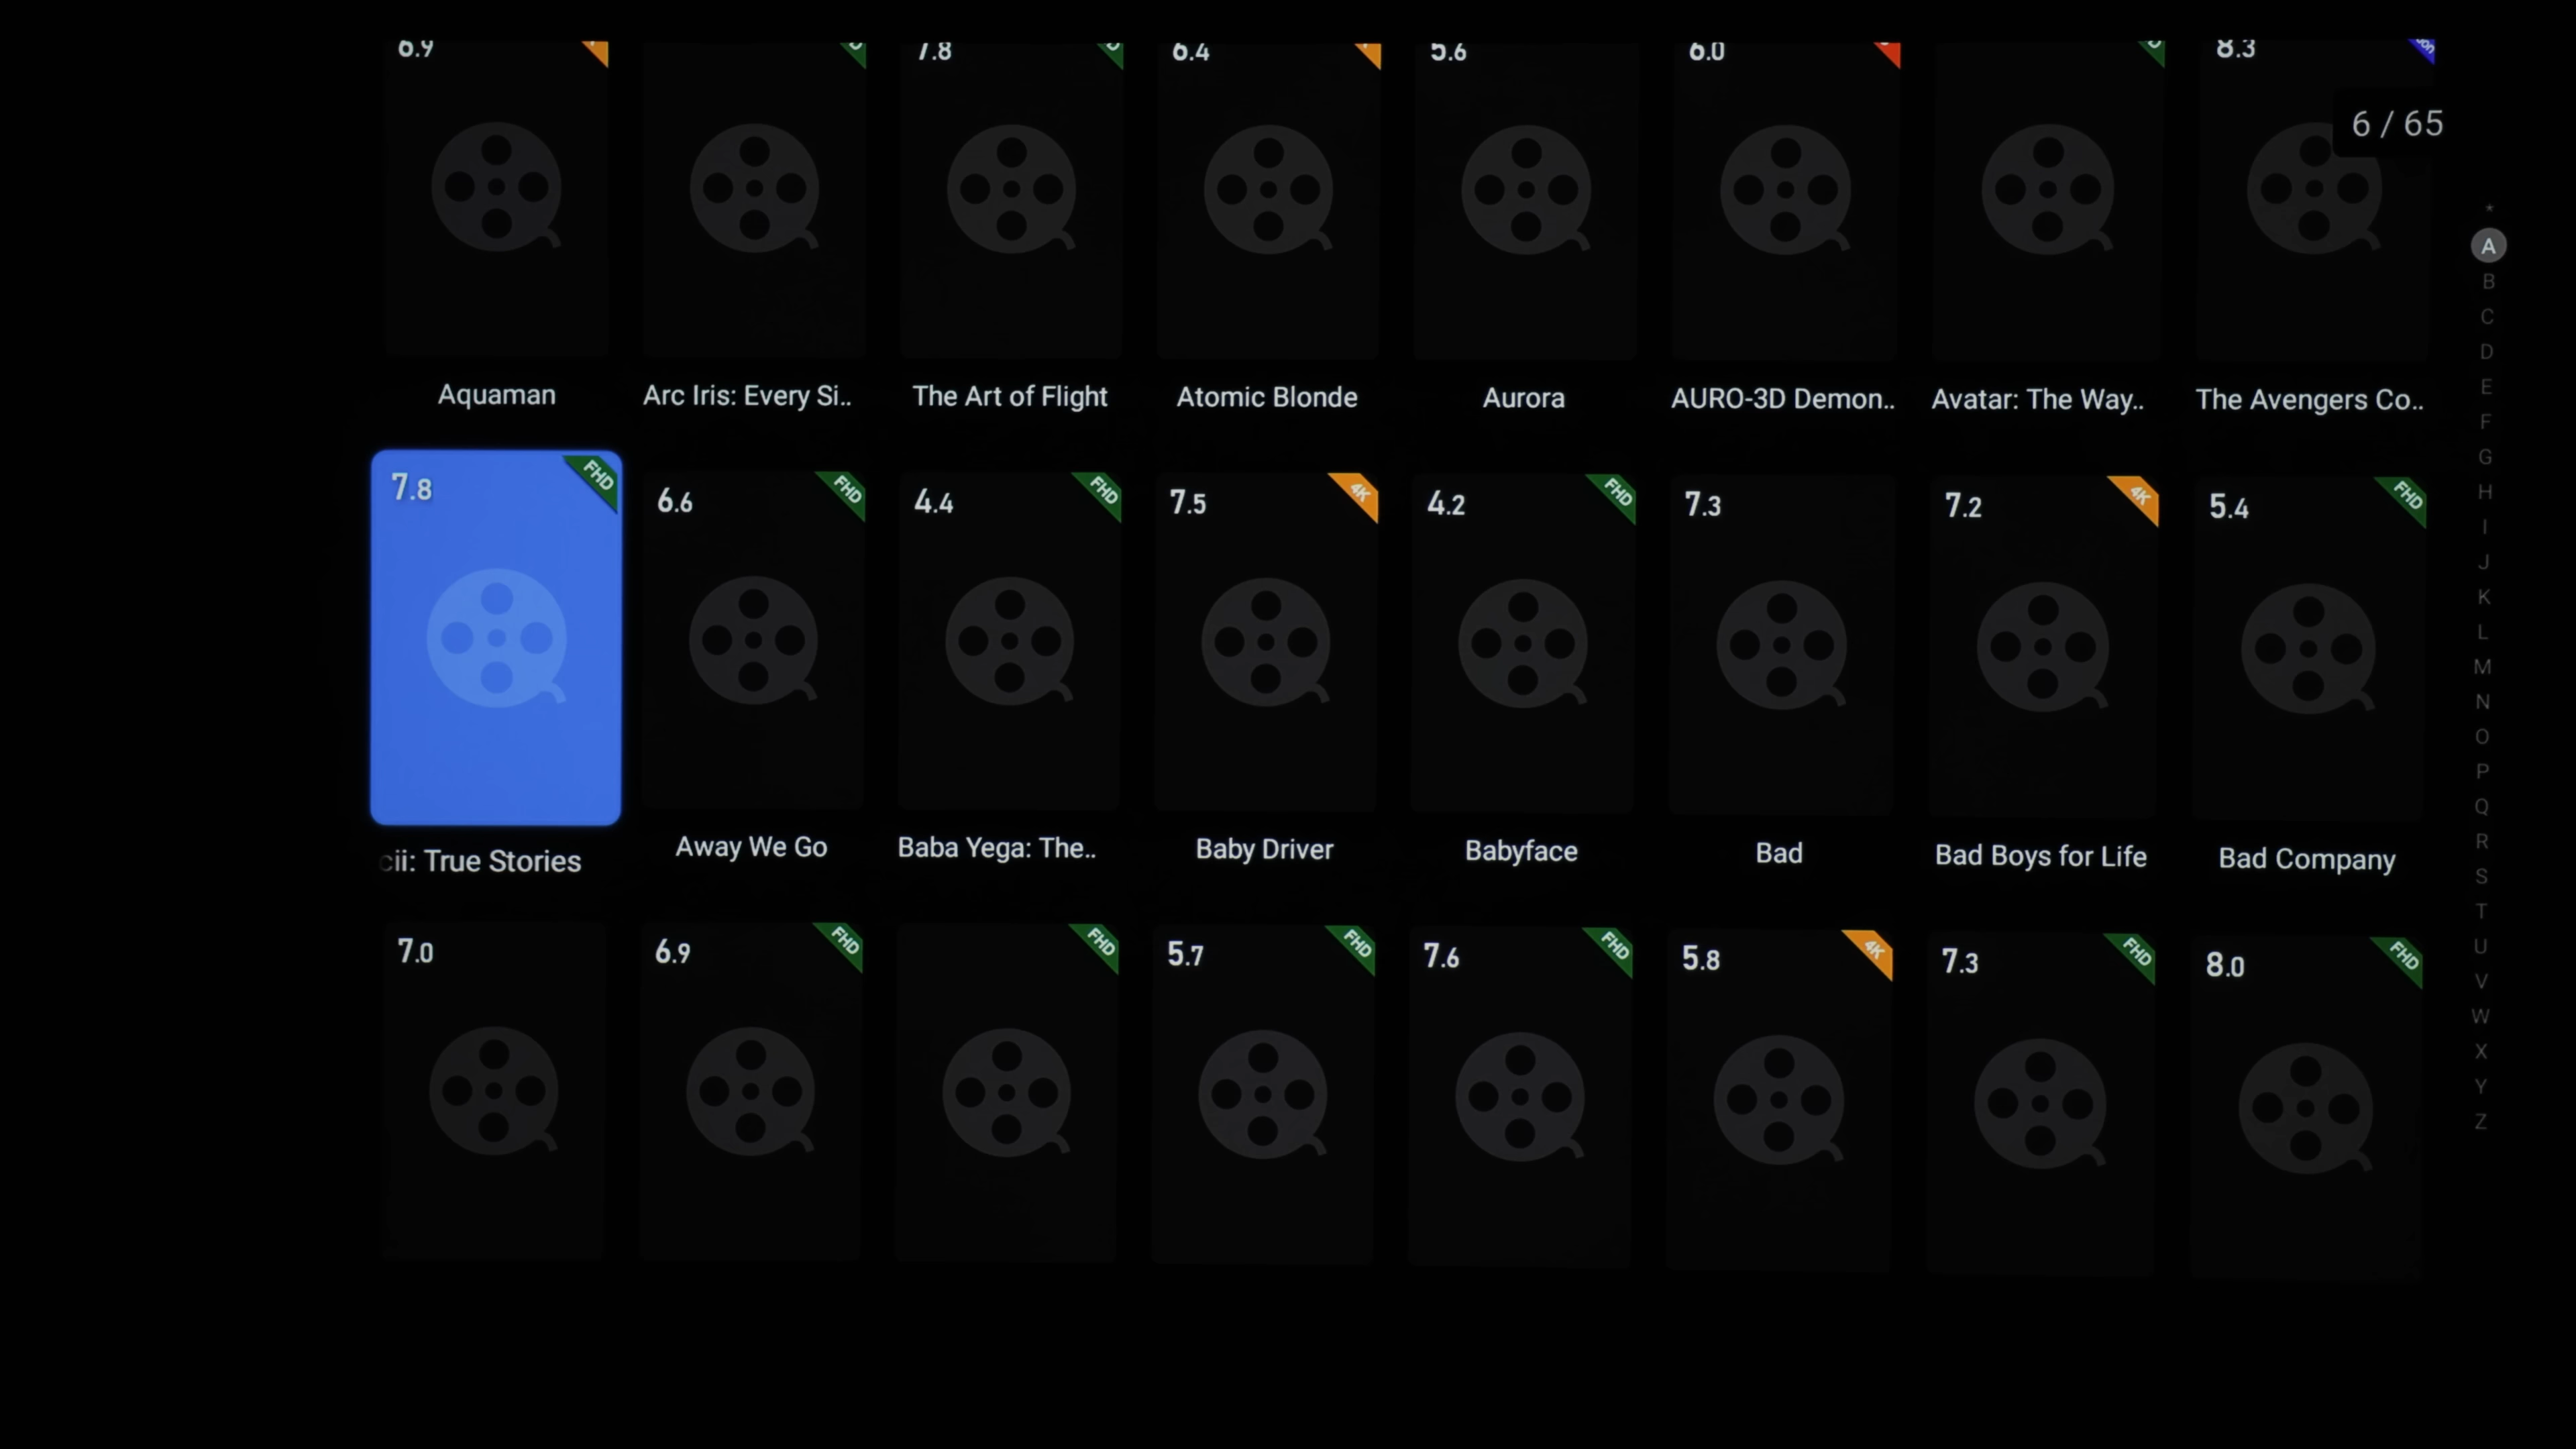 6.9
7.8
6.4
5.6
6.0
8.3
6 / 65
Aquaman
Arc Iris: Every Si..
The Art of Flight
Atomic Blonde
Aurora
AURO-3D Demon..
Avatar: The Way..
The Avengers Co..
7.8 FHD
6.6 FHD
4.4 FHD
7.5 4K
4.2 FHD
7.3
7.2 4K
5.4 FHD
cii: True Stories
Away We Go
Baba Yega: The..
Baby Driver
Babyface
Bad
Bad Boys for Life
Bad Company
7.0
6.9 FHD
FHD
5.7 FHD
7.6 FHD
5.8 4K
7.3 FHD
8.0 FHD
*
A
B
C
D
E
F
G
H
I
J
K
L
M
N
O
P
Q
R
S
T
U
V
W
X
Y
Z